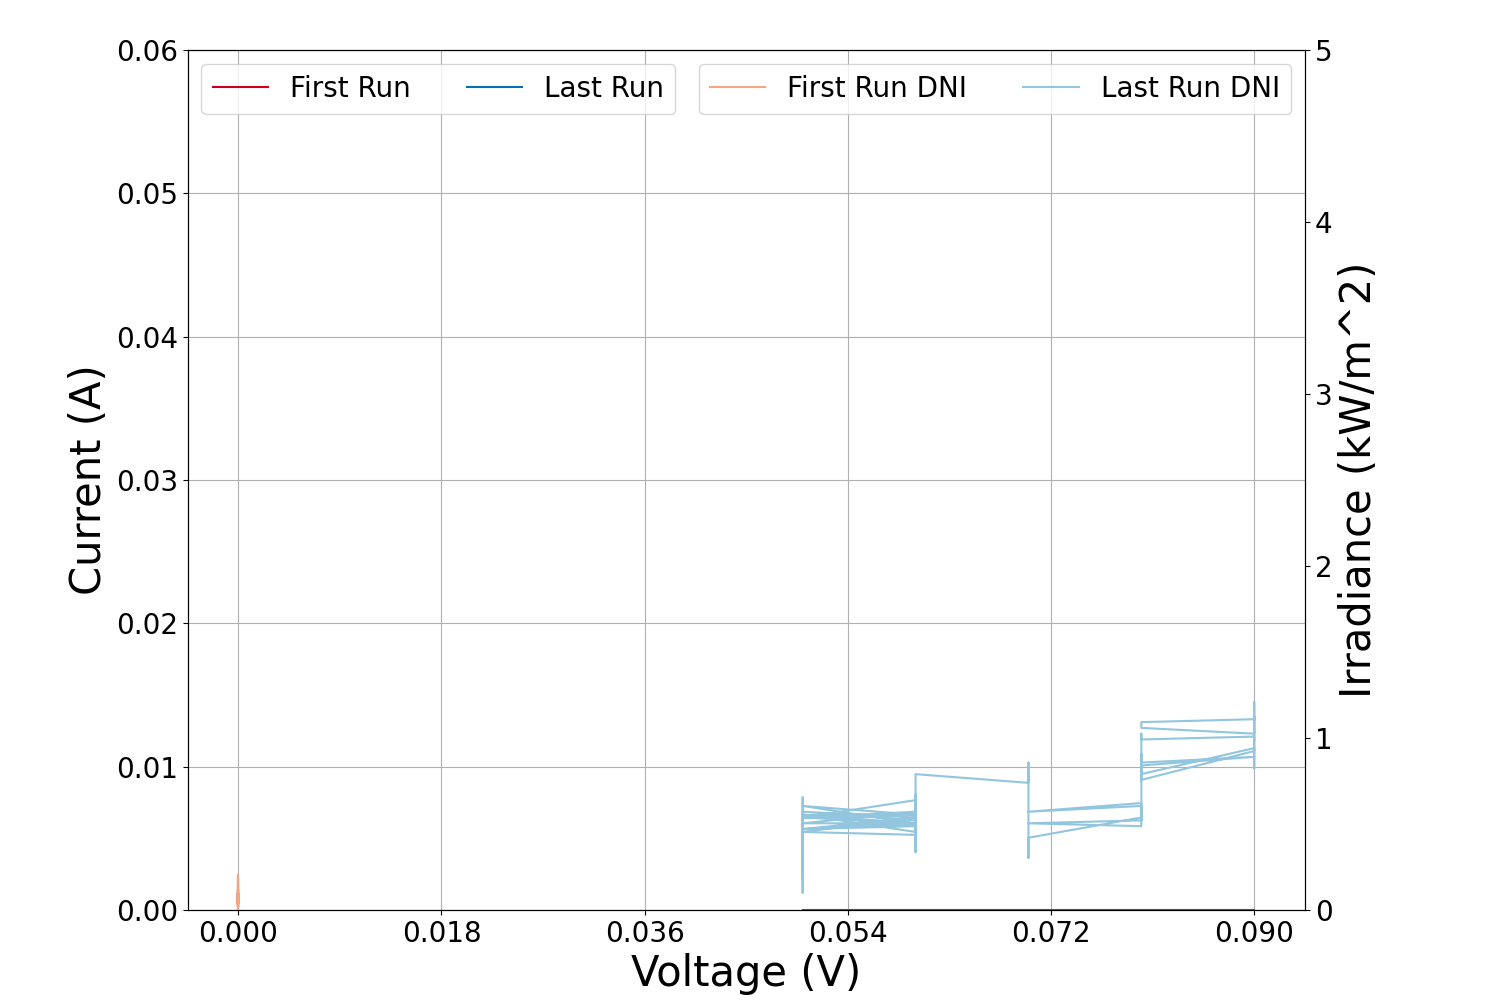 First Run
Last Run
First Run DNI
Last Run DNI
0.06
0.05
0.04
0.03
0.02
0.01
0.00
Current (A)
5
4
3
2
1
0
Irradiance (kW/m^2)
0.000
0.018
0.036
0.054
0.072
0.090
Voltage (V)